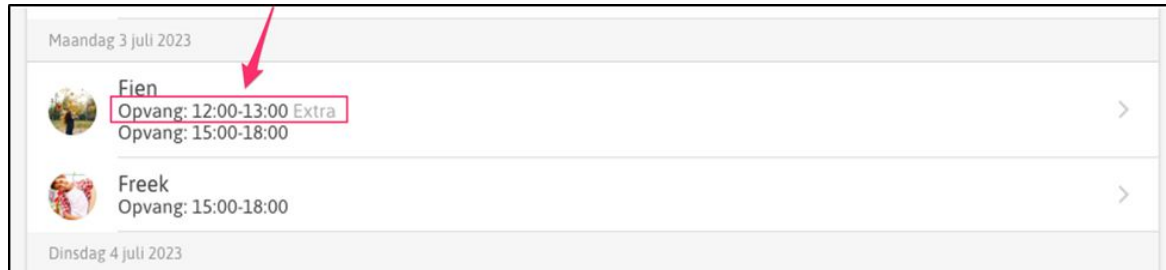 Maandag 3 juli 2023
Fien
Opvang: 12:00-13:00 Extra
Opvang: 15:00-18:00
Freek
Opvang: 15:00-18:00
Dinsdag 4 juli 2023